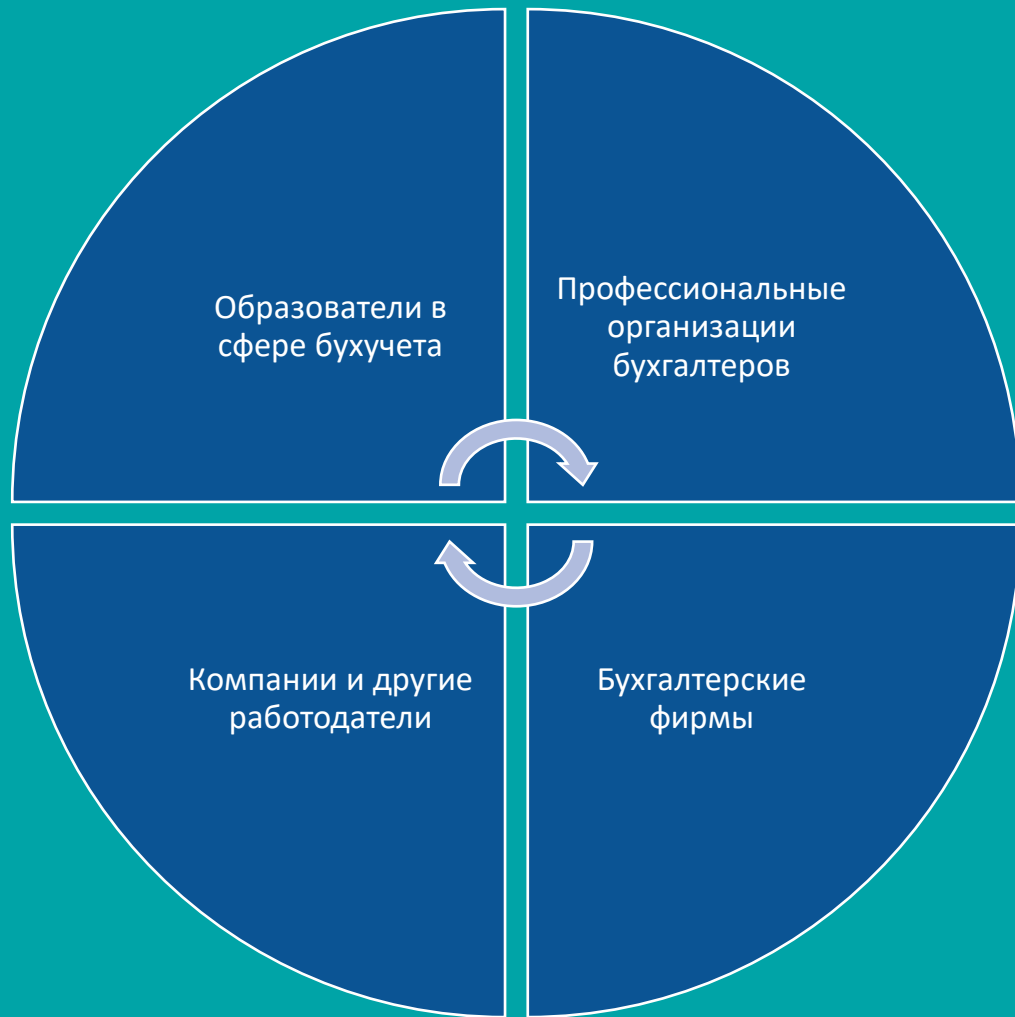 Образователи в
сфере бухучета
Профессиональные
организации
бухгалтеров
Компании и другие
работодатели
Бухгалтерские
фирмы